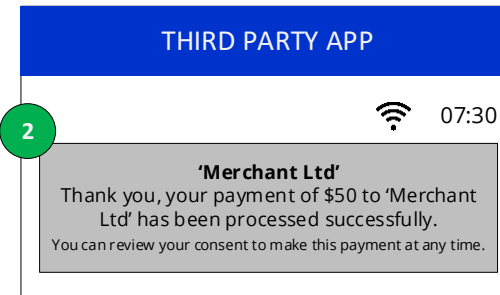 THIRD PARTY APP
07:30
2
‘Merchant Ltd’
Thank you, your payment of $50 to ‘Merchant
Ltd’ has been processed successfully.
You can review your consent to make this payment at any time.